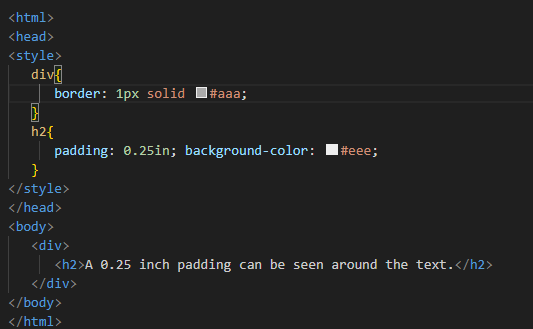 <html>
<head>
<style>
div{
border: 1px solid #aaa;
}
h2{
padding: 0.25in; background-color: #eee;
}
</style>
</head>
<body>
<div>
<h2>A 0.25 inch padding can be seen around the text.</h2>
</div>
</body>
</html>